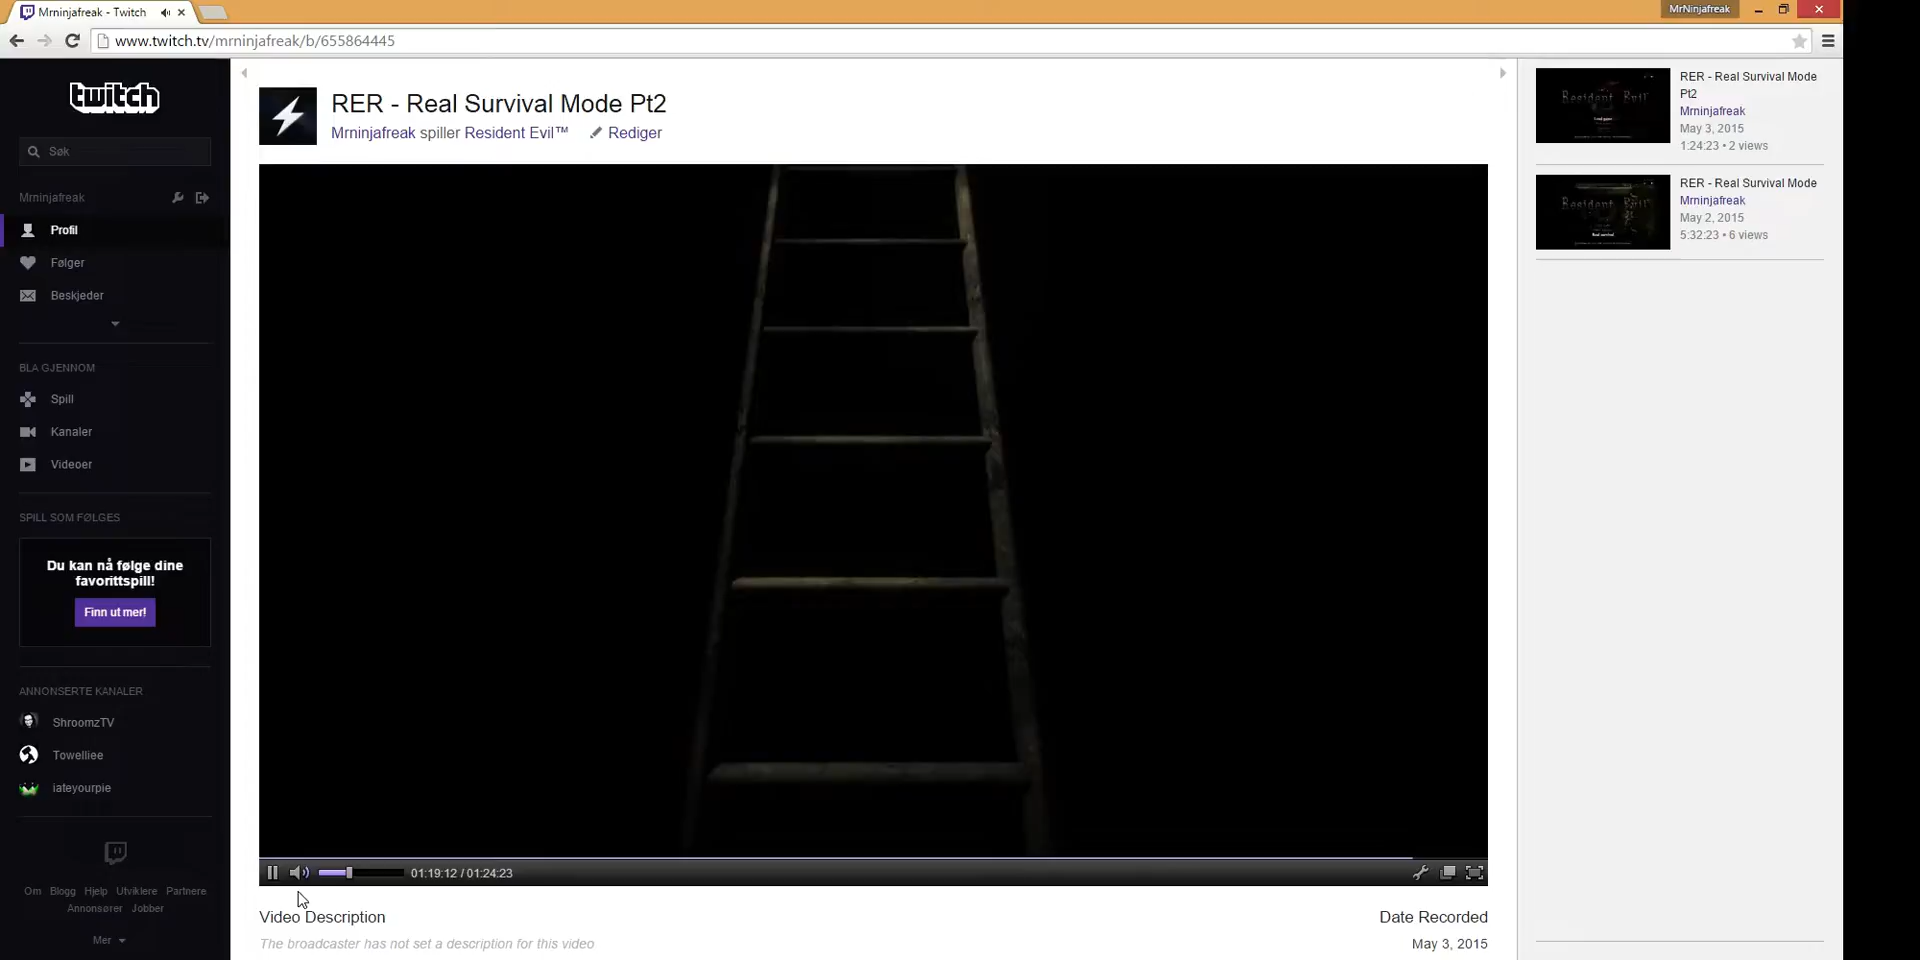 Mrninjafreak - Twitch
MrNinjafreak
www.twitch.tv/mrninjafreak/b/655864445
twitch
Søk
Mrninjafreak
Profil
Følger
Beskjeder
BLA GJENNOM
Spill
Kanaler
Videoer
SPILL SOM FØLGES
Du kan nå følge dine
favorittspill!
Finn ut mer!
ANNONSERTE KANALER
ShroomzTV
Towelliee
iateyourpie
Om Blogg Hjelp Utviklere Partnere
Annonsører Jobber
Mer
RER - Real Survival Mode Pt2
Mrninjafreak spiller Resident Evil™ Rediger
01:19:12 / 01:24:23
Video Description
Date Recorded
The broadcaster has not set a description for this video
May 3, 2015
Resident Evil
RER - Real Survival Mode
Pt2
Mrninjafreak
May 3, 2015
1:24:23 • 2 views
Resident Evil
RER - Real Survival Mode
Mrninjafreak
May 2, 2015
5:32:23 • 6 views